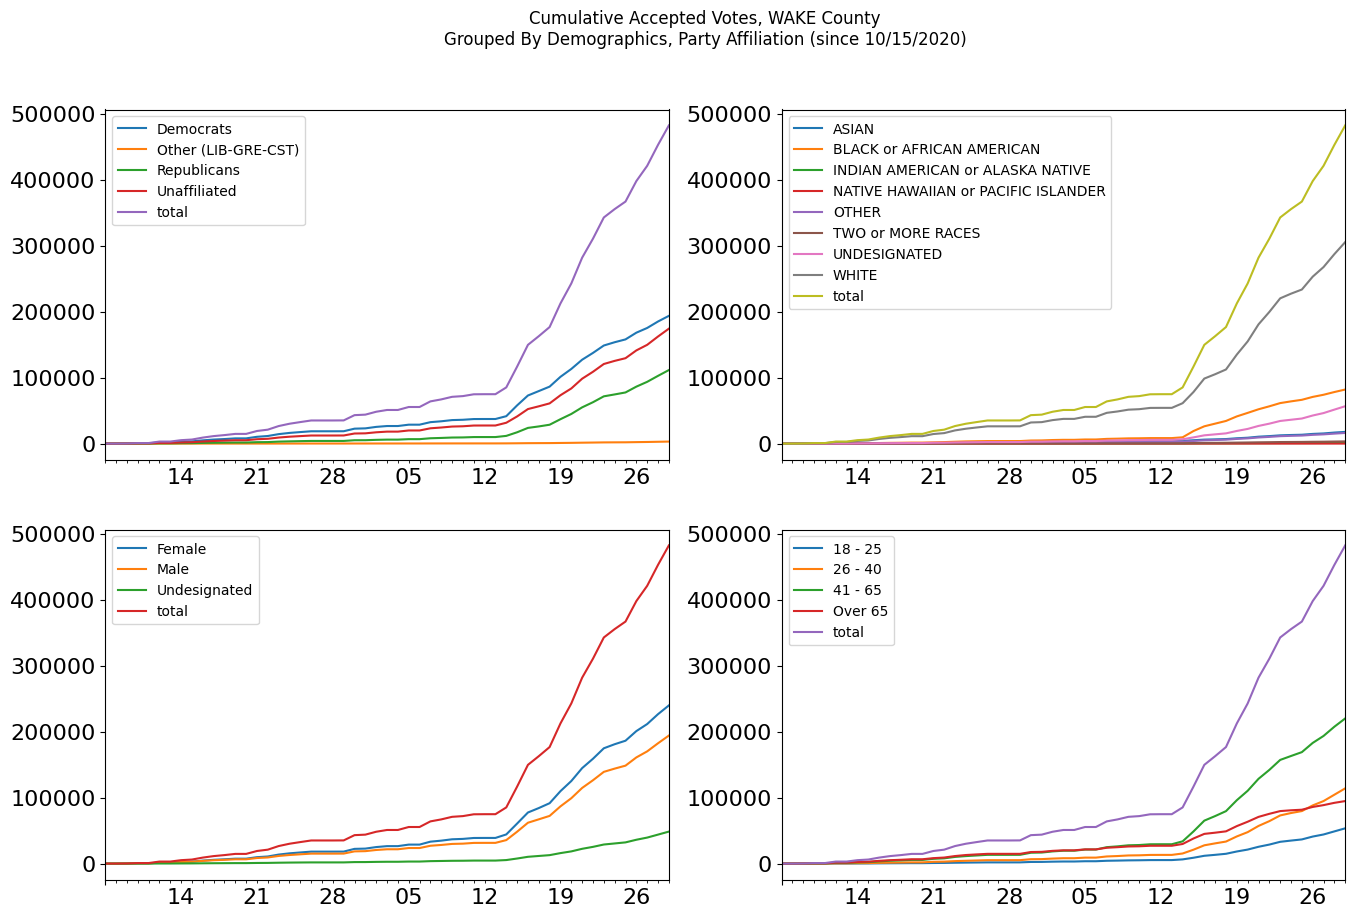 Cumulative Accepted Votes, WAKE County
Grouped By Demographics, Party Affiliation (since 10/15/2020)
500000
400000
300000
200000
100000
0
Democrats
Other (LIB-GRE-CST)
Republicans
Unaffiliated
total
14 21 28 05 12 19 26
500000
400000
300000
200000
100000
0
ASIAN
BLACK or AFRICAN AMERICAN
INDIAN AMERICAN or ALASKA NATIVE
NATIVE HAWAIIAN or PACIFIC ISLANDER
OTHER
TWO or MORE RACES
UNDESIGNATED
WHITE
total
14 21 28 05 12 19 26
500000
400000
300000
200000
100000
0
Female
Male
Undesignated
total
14 21 28 05 12 19 26
500000
400000
300000
200000
100000
0
18 - 25
26 - 40
41 - 65
Over 65
total
14 21 28 05 12 19 26